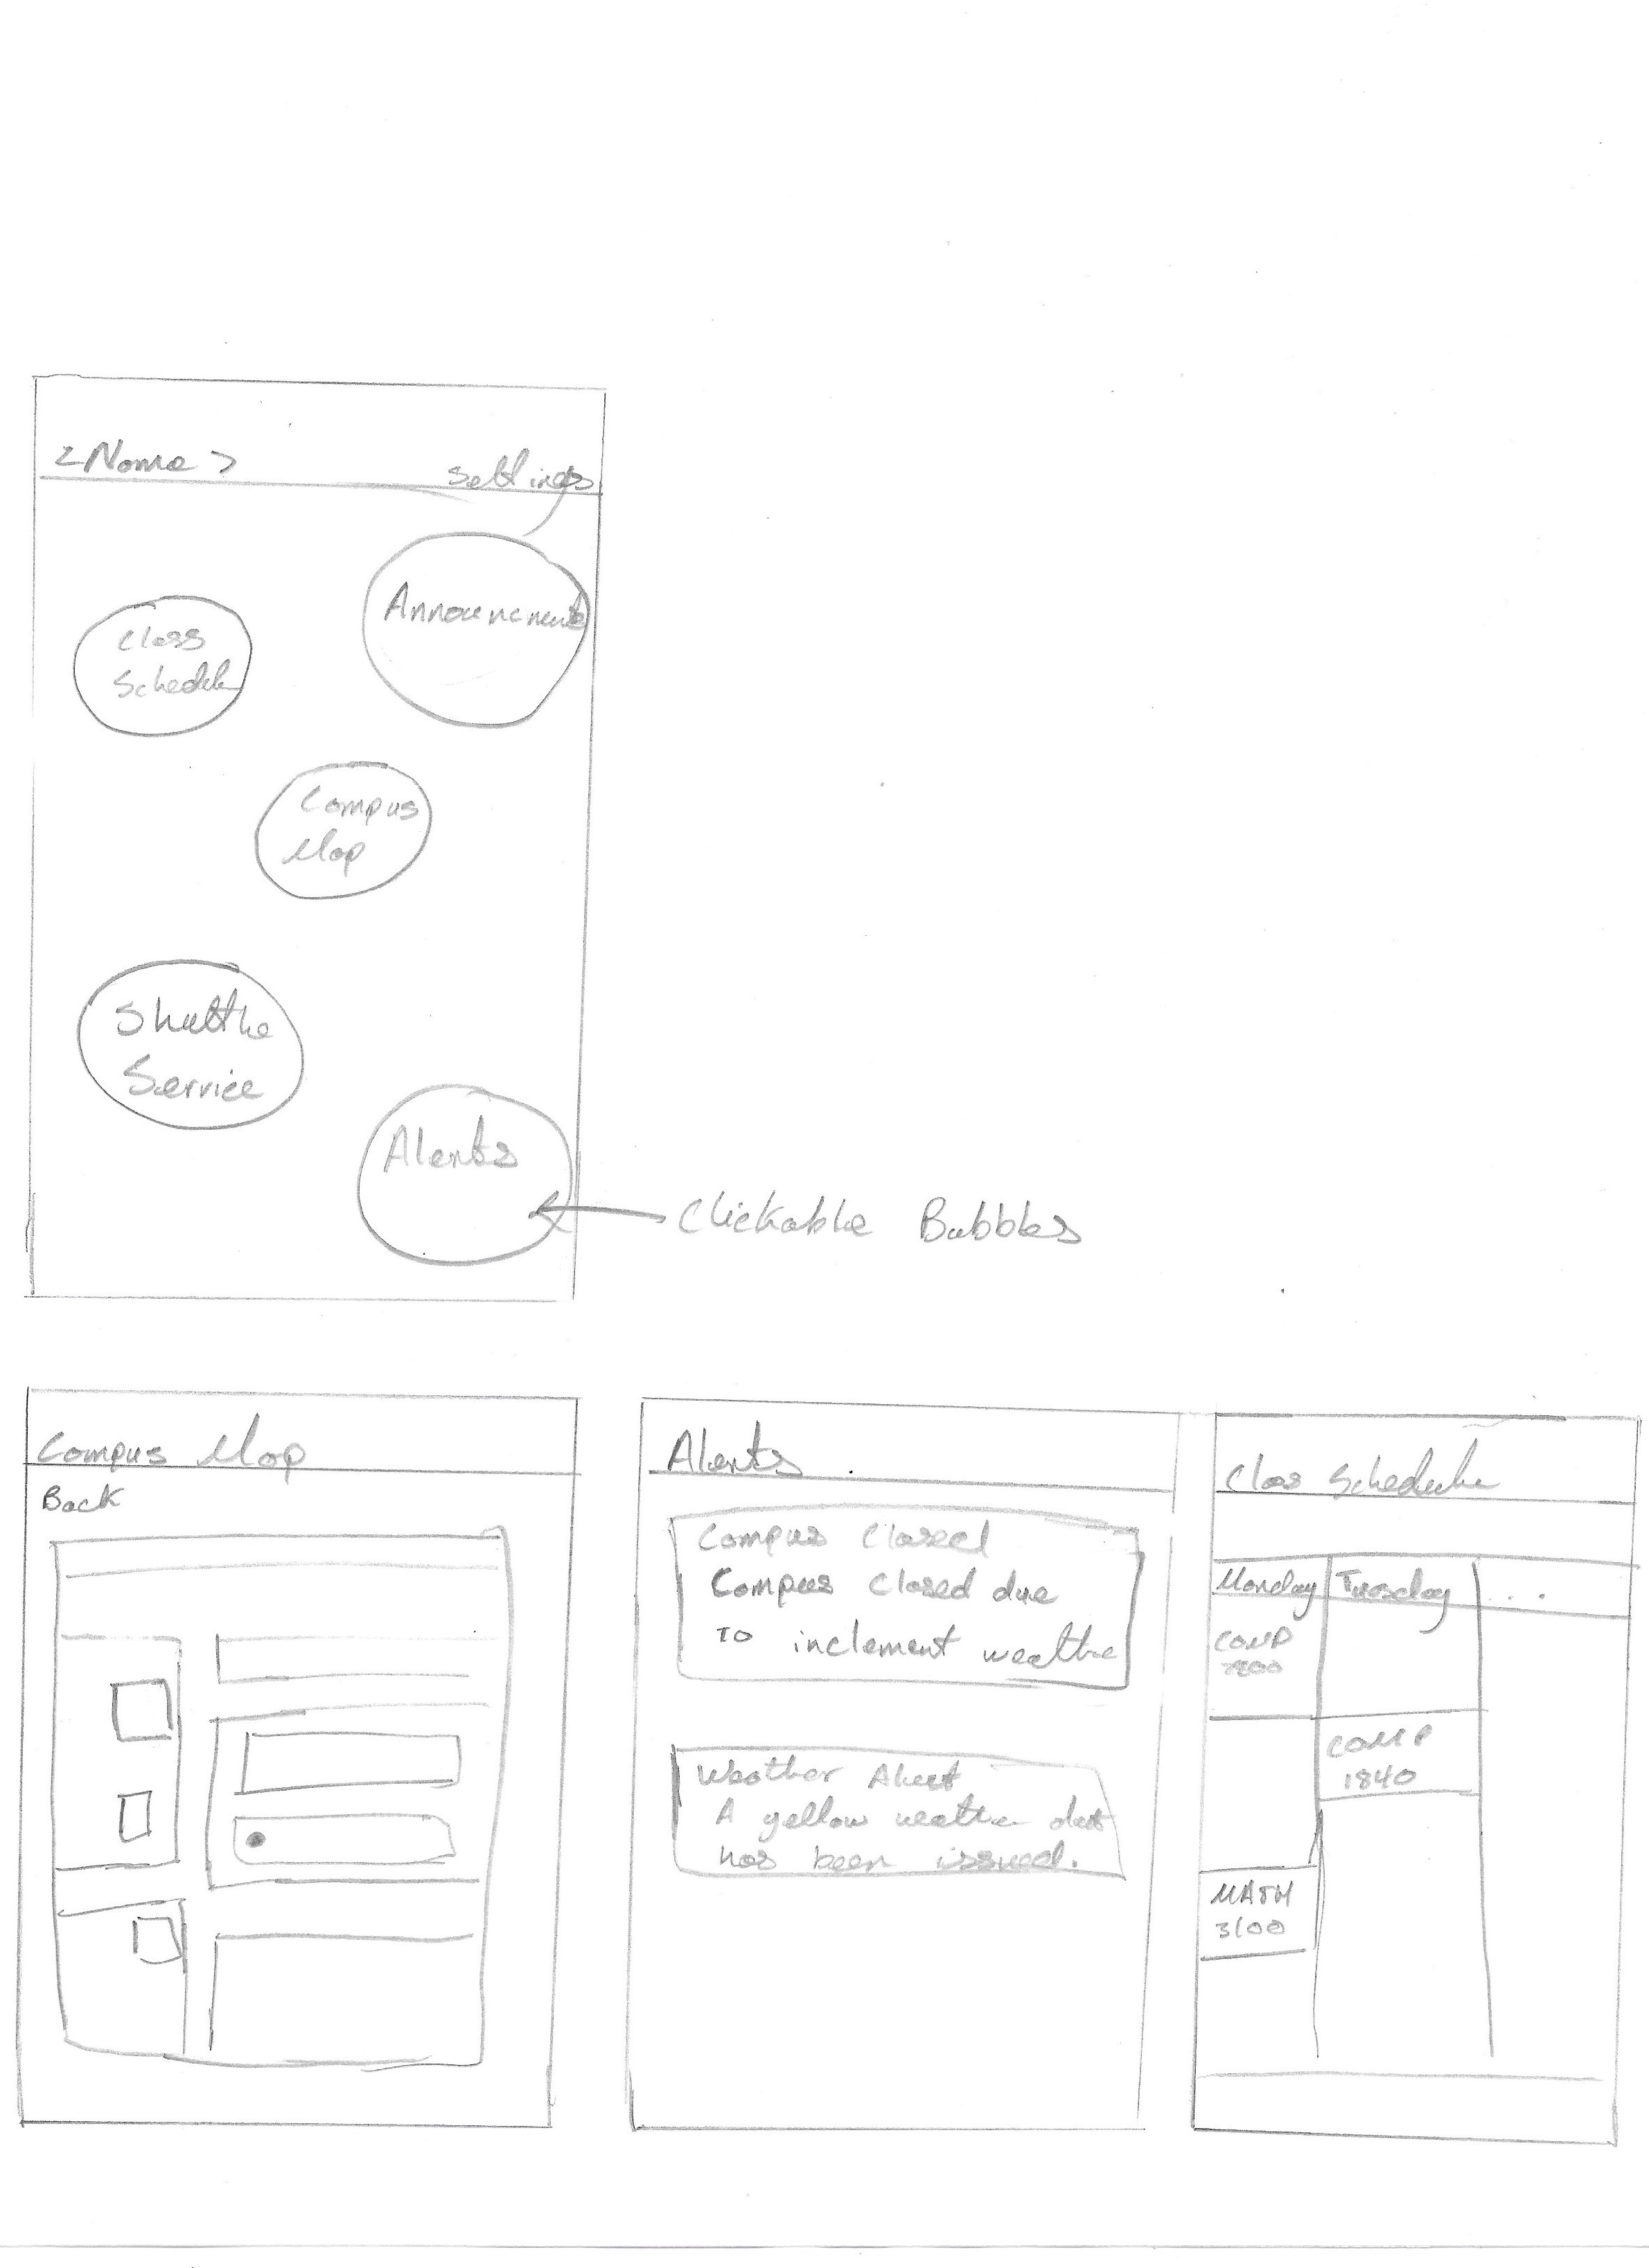 <Name>
Settings
Announcements
Class
Schedule
Campus
Map
Shuttle
Service
Alerts
Clickable Bubbles
Campus Map
Back
Alerts
Campus Closed
Campus Closed due
To inclement weather
Weather Alert
A yellow weather alert
has been issued.
Class Schedule
Monday Tuesday ...
COMP
COMP
1840
MATH
3100